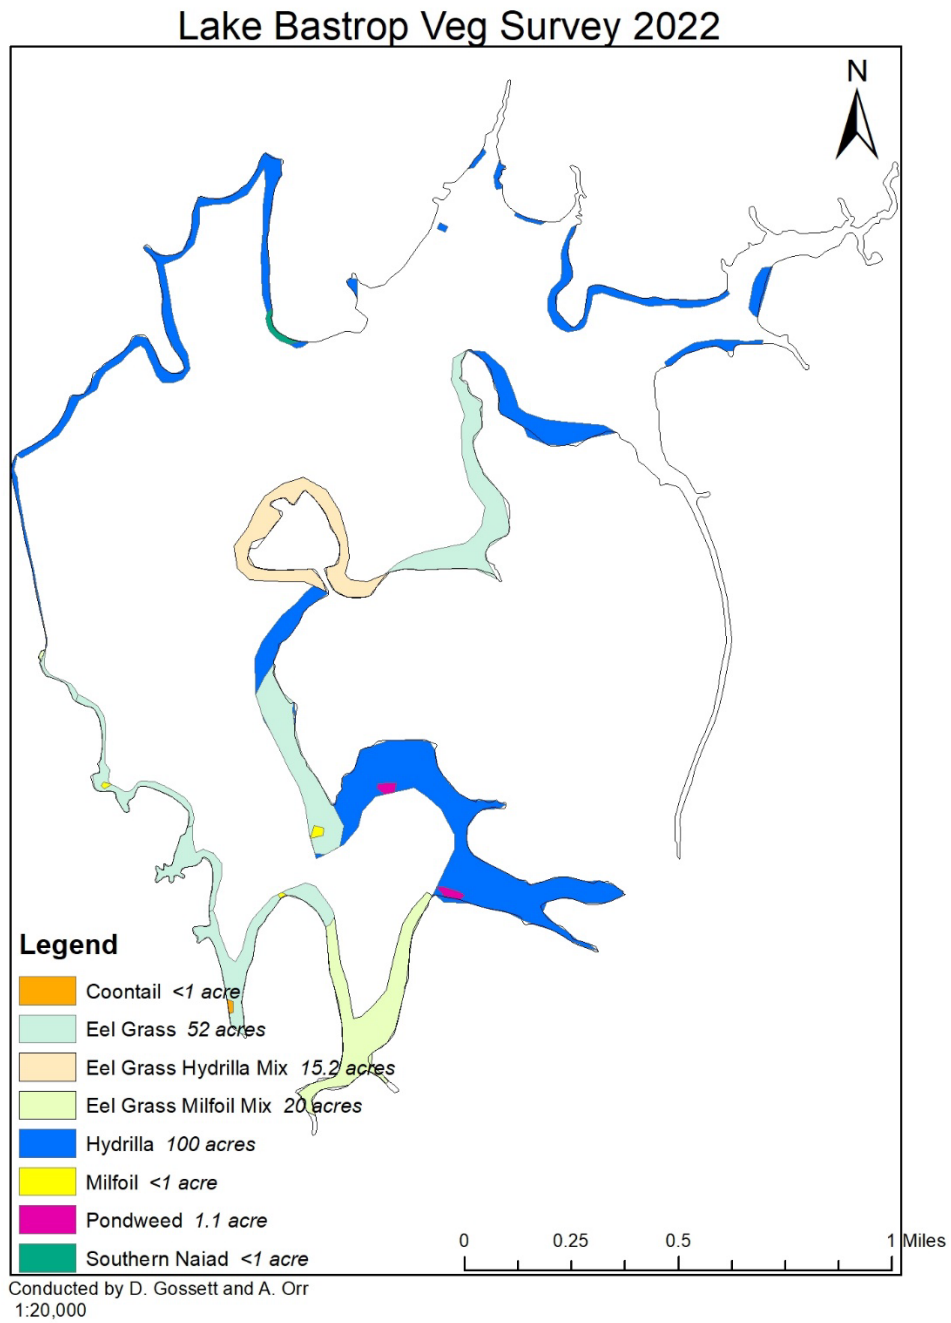 Lake Bastrop Veg Survey 2022
N
Legend
Coontail <1 acre
Eel Grass 52 acres
Eel Grass Hydrilla Mix 15.2 acres
Eel Grass Milfoil Mix 20 acres
Hydrilla 100 acres
Milfoil <1 acre
Pondweed 1.1 acre
Southern Naiad <1 acre
0 0.25 0.5 1 Miles
Conducted by D. Gossett and A. Orr
1:20,000